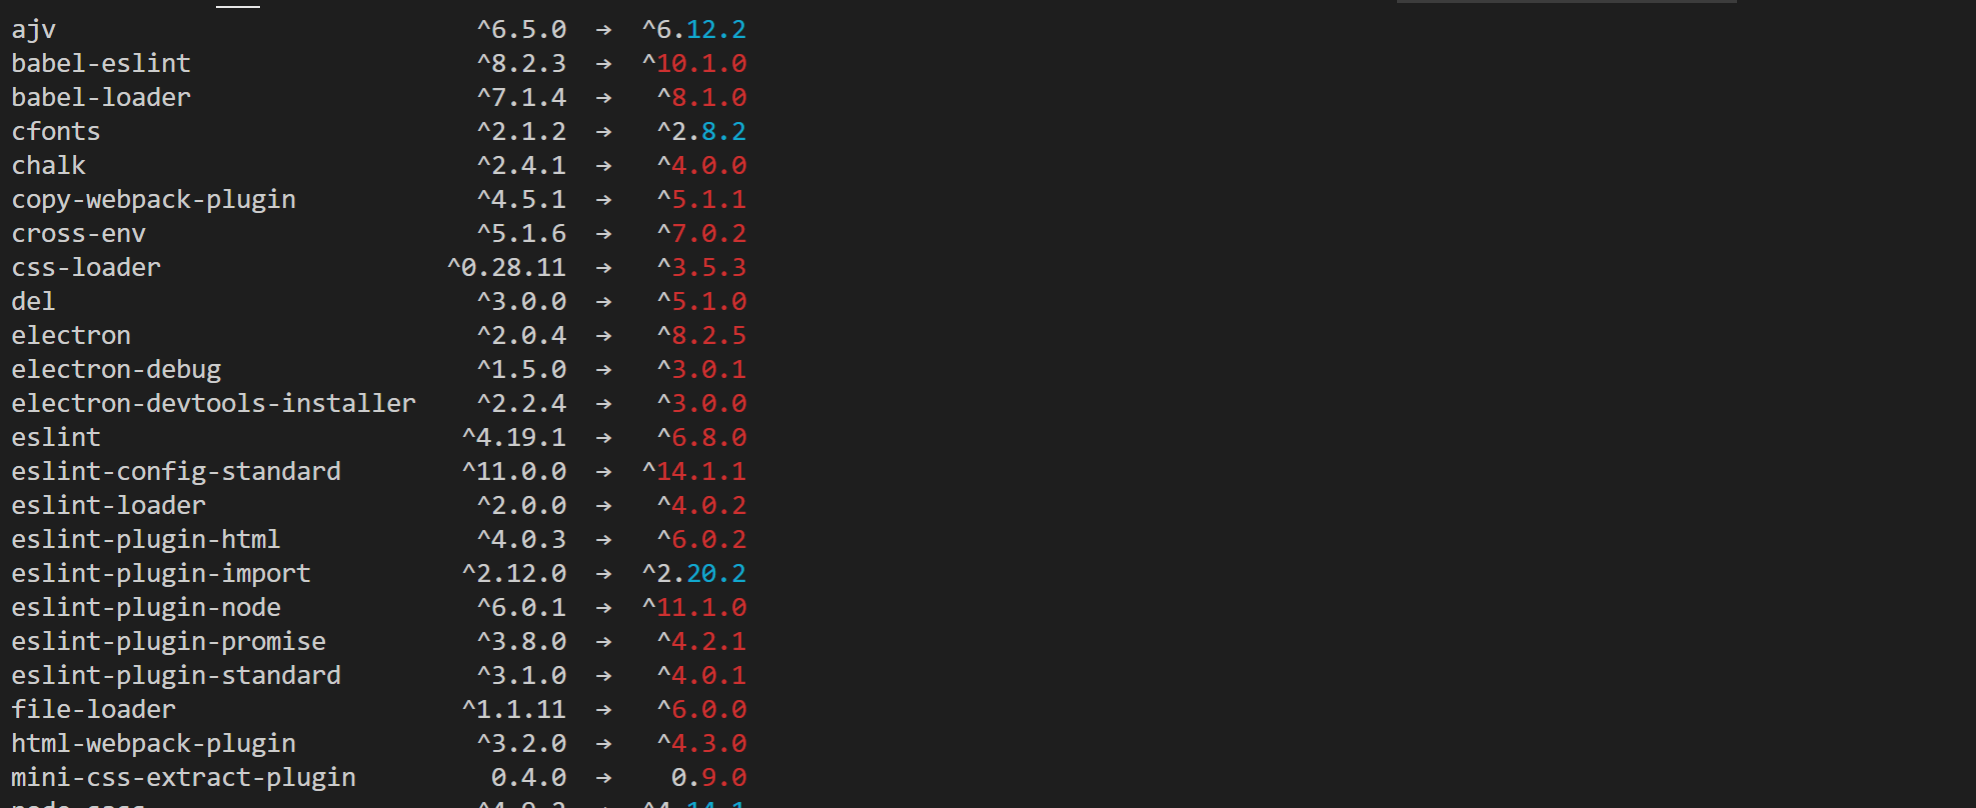 ajv ^6.5.0 → ^6.12.2
babel-eslint ^8.2.3 → ^10.1.0
babel-loader ^7.1.4 → ^8.1.0
cfonts ^2.1.2 → ^2.8.2
chalk ^2.4.1 → ^4.0.0
copy-webpack-plugin ^4.5.1 → ^5.1.1
cross-env ^5.1.6 → ^7.0.2
css-loader ^0.28.11 → ^3.5.3
del ^3.0.0 → ^5.1.0
electron ^2.0.4 → ^8.2.5
electron-debug ^1.5.0 → ^3.0.1
electron-devtools-installer ^2.2.4 → ^3.0.0
eslint ^4.19.1 → ^6.8.0
eslint-config-standard ^11.0.0 → ^14.1.1
eslint-loader ^2.0.0 → ^4.0.2
eslint-plugin-html ^4.0.3 → ^6.0.2
eslint-plugin-import ^2.12.0 → ^2.20.2
eslint-plugin-node ^6.0.1 → ^11.1.0
eslint-plugin-promise ^3.8.0 → ^4.2.1
eslint-plugin-standard ^3.1.0 → ^4.0.1
file-loader ^1.1.11 → ^6.0.0
html-webpack-plugin ^3.2.0 → ^4.3.0
mini-css-extract-plugin 0.4.0 → 0.9.0